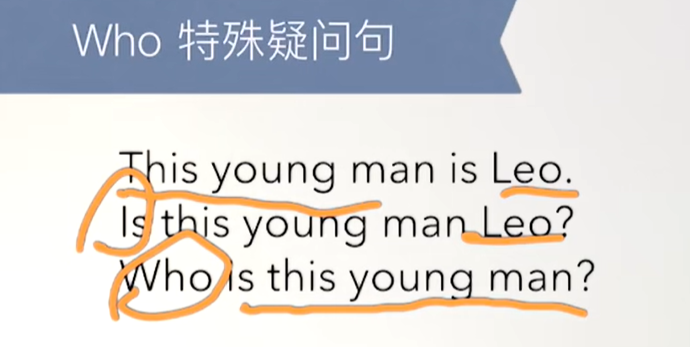 Who 特殊疑问句
This young man is Leo.
Is this young man Leo?
Who is this young man?